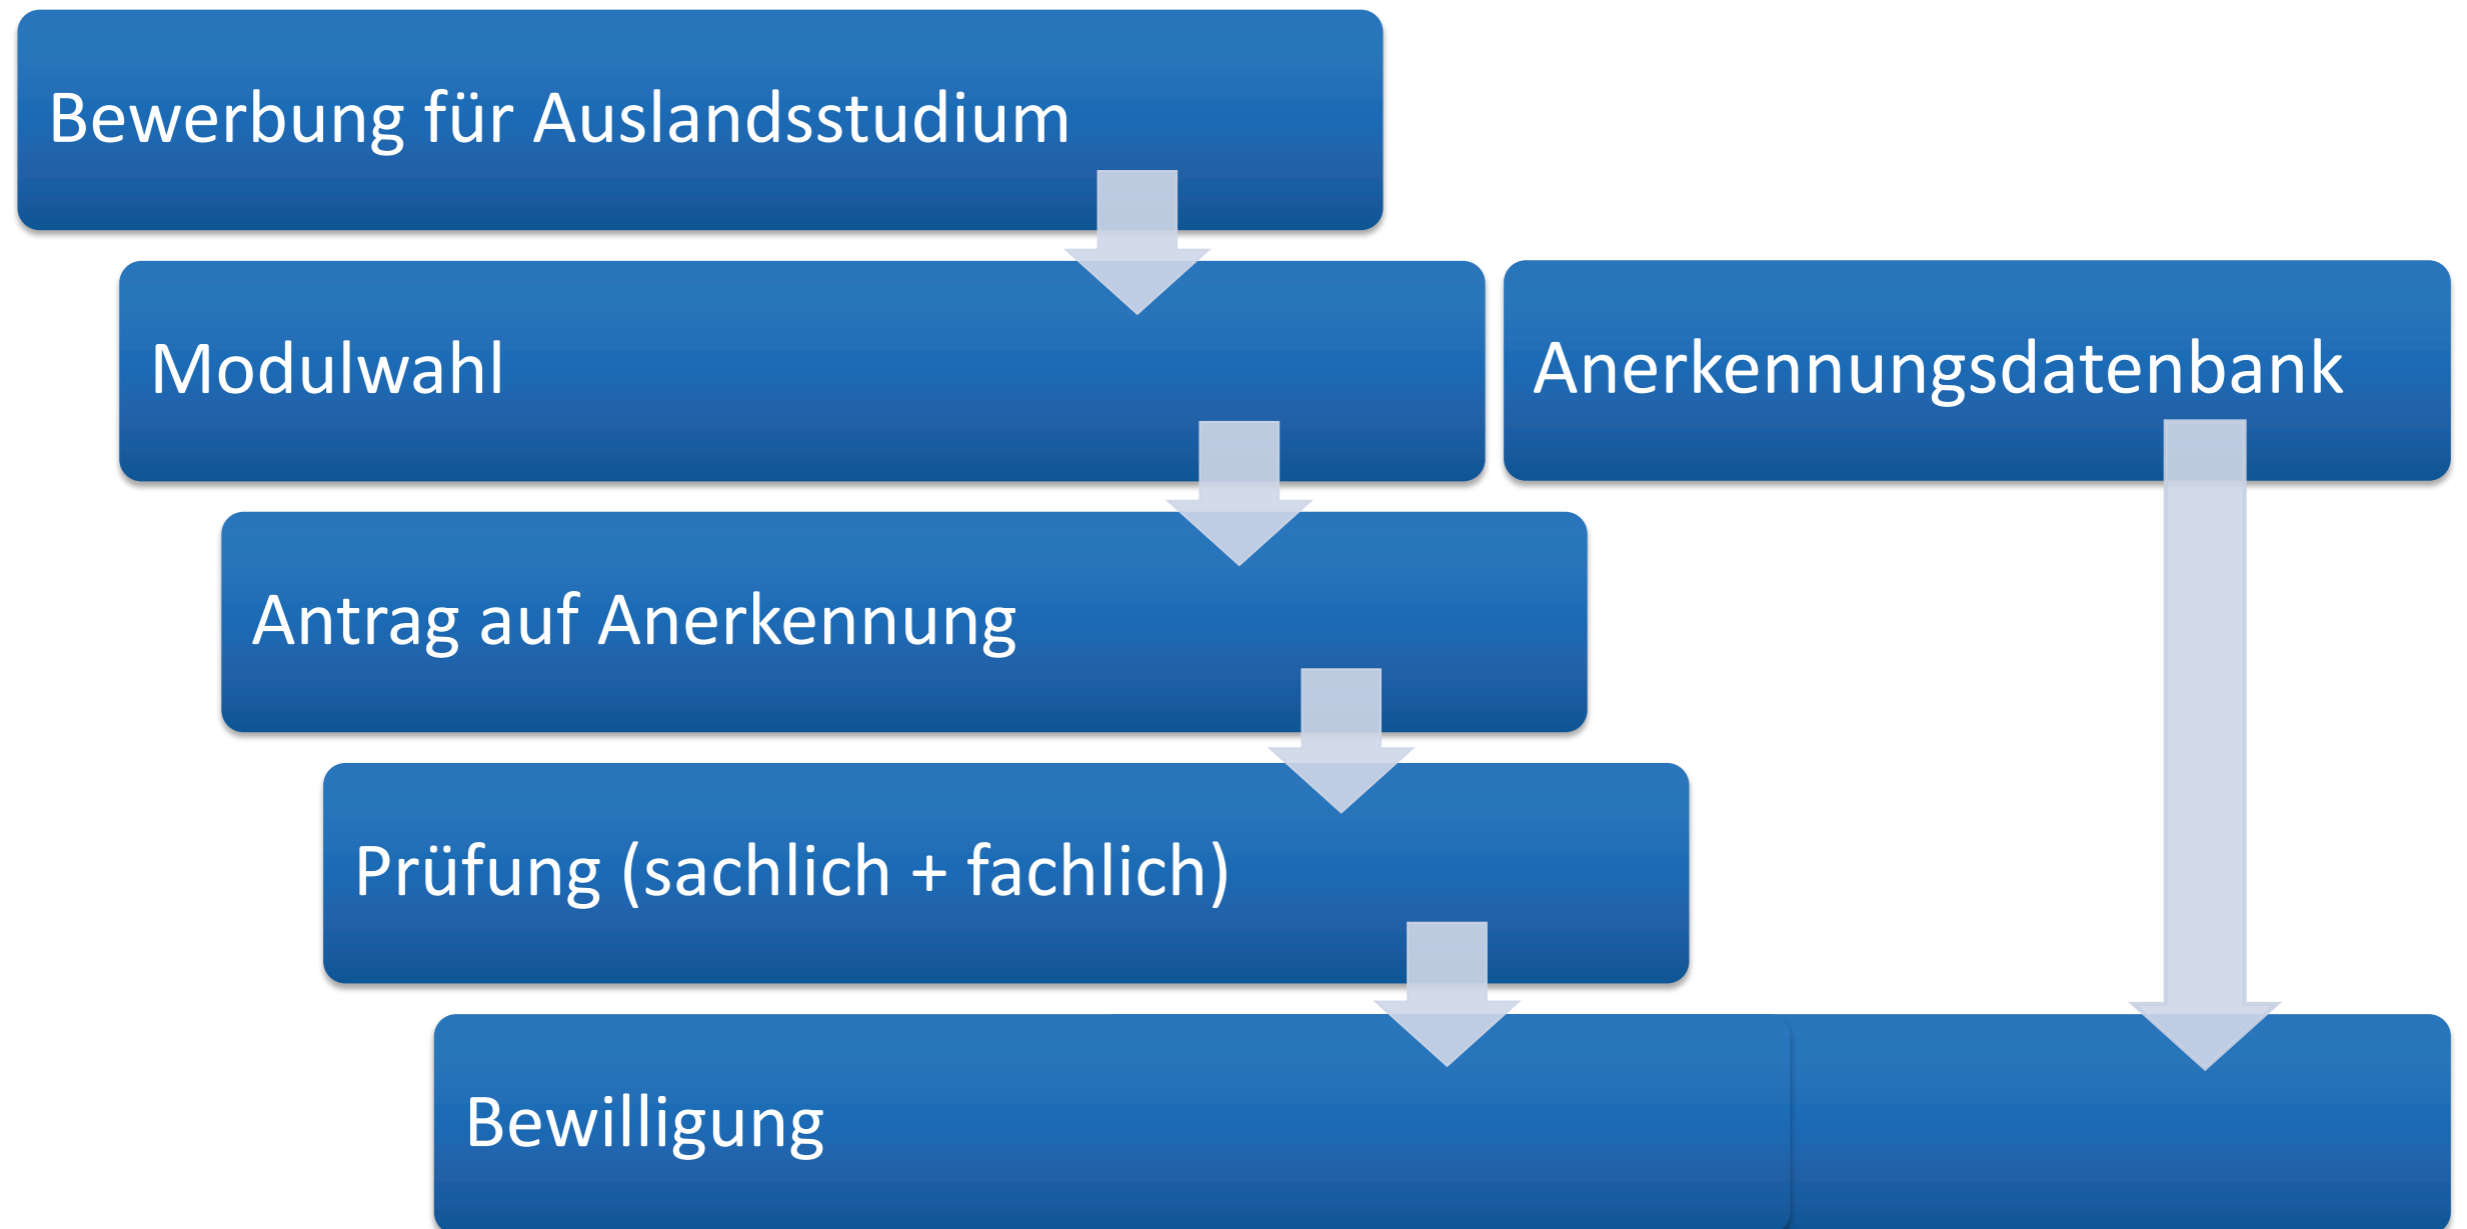 Bewerbung für Auslandsstudium
Modulwahl
Anerkennungsdatenbank
Antrag auf Anerkennung
Prüfung (sachlich + fachlich)
Bewilligung